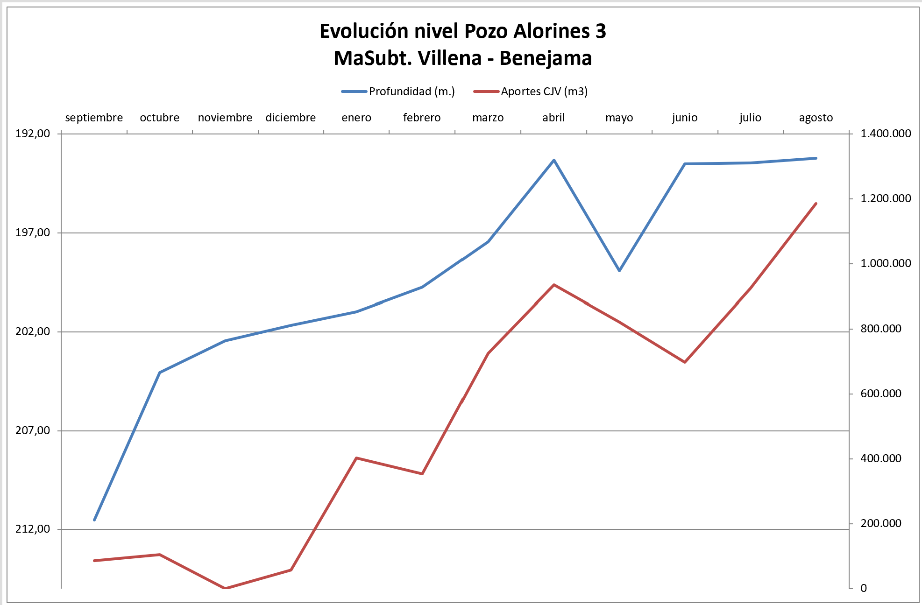 Evolución nivel Pozo Alorines 3
MaSubt. Villena - Benejama
Profundidad (m.) Aportes CJV (m3)
septiembre octubre noviembre diciembre enero febrero marzo abril mayo junio julio agosto
192,00 1.400.000
1.200.000
197,00
1.000.000
202,00 800.000
600.000
207,00
400.000
212,00 200.000
0